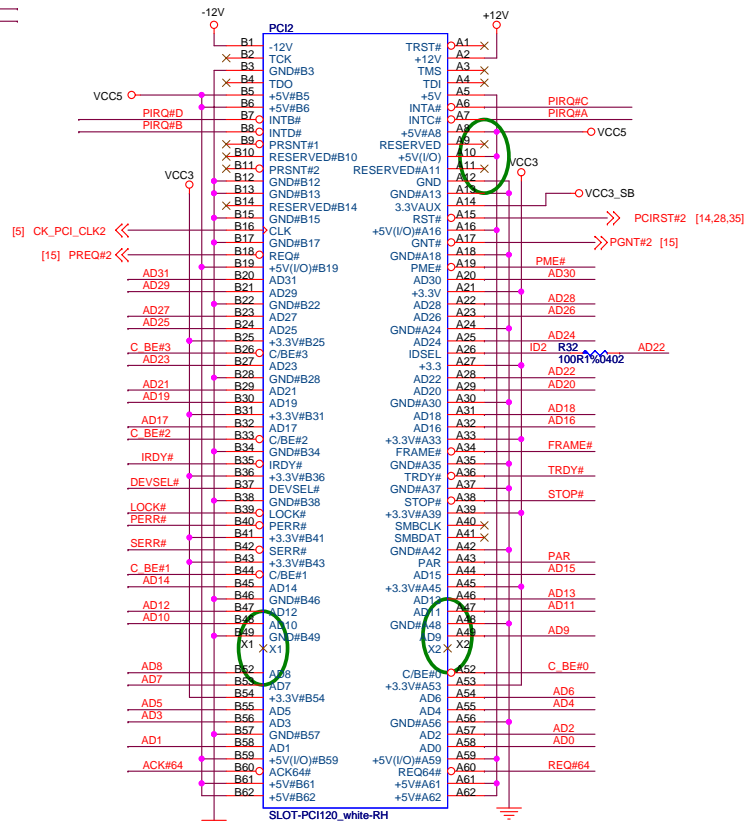 -12V
+12V
PCI2
B1 -12V TRST# A1
B2 TCK +12V A2
B3 GND#B3 TMS A3
B4 TDO TDI A4
VCC5 B5 +5V#B5 +5V A5
B6 +5V#B6 INTA# A6 PIRQ#C
PIRQ#D B7 INTB# INTC# A7 PIRQ#A
PIRQ#B B8 INTD# +5V#A8 A8 VCC5
B9 PRSNT#1 RESERVED A9
B10 RESERVED#B10 +5V(I/O) A10
B11 PRSNT#2 RESERVED#A11 A11 VCC3
VCC3 B12 GND#B12 GND A12
B13 GND#B13 GND#A13 A13
B14 RESERVED#B14 3.3VAUX A14 VCC3_SB
B15 GND#B15 RST# A15 PCIRST#2 [14,28,35]
[5] CK_PCI_CLK2 B16 CLK +5V(I/O)#A16 A16
B17 GND#B17 GNT# A17 PGNT#2 [15]
[15] PREQ#2 B18 REQ# GND#A18 A18
B19 +5V(I/O)#B19 PME# A19 PME#
AD31 B20 AD31 AD30 A20 AD30
AD29 B21 AD29 +3.3V A21
B22 GND#B22 AD28 A22 AD28
AD27 B23 AD27 AD26 A23 AD26
AD25 B24 AD25 GND#A24 A24
B25 +3.3V#B25 AD24 A25 AD24
C_BE#3 B26 C/BE#3 IDSEL A26 ID2 R32 AD22
100R1%0402
AD23 B27 AD23 +3.3 A27
B28 GND#B28 AD22 A28 AD22
AD21 B29 AD21 AD20 A29 AD20
AD19 B30 AD19 GND#A30 A30
B31 +3.3V#B31 AD18 A31 AD18
AD17 B32 AD17 AD16 A32 AD16
C_BE#2 B33 C/BE#2 +3.3V#A33 A33
B34 GND#B34 FRAME# A34 FRAME#
IRDY# B35 IRDY# GND#A35 A35
B36 +3.3V#B36 TRDY# A36 TRDY#
DEVSEL# B37 DEVSEL# GND#A37 A37
B38 GND#B38 STOP# A38 STOP#
LOCK# B39 LOCK# +3.3V#A39 A39
PERR# B40 PERR# SMBCLK A40
B41 +3.3V#B41 SMBDAT A41
SERR# B42 SERR# GND#A42 A42
B43 +3.3V#B43 PAR A43 PAR
C_BE#1 B44 C/BE#1 AD15 A44 AD15
AD14 B45 AD14 +3.3V#A45 A45
B46 GND#B46 AD13 A46 AD13
AD12 B47 AD12 AD11 A47 AD11
AD10 B48 AD10 GND#A48 A48
B49 GND#B49 AD9 A49 AD9
X1 X1 X2 X2
AD8 B52 AD8 C/BE#0 A52 C_BE#0
AD7 B53 AD7 +3.3V#A53 A53
B54 +3.3V#B54 AD6 A54 AD6
AD5 B55 AD5 AD4 A55 AD4
AD3 B56 AD3 GND#A56 A56
B57 GND#B57 AD2 A57 AD2
AD1 B58 AD1 AD0 A58 AD0
B59 +5V(I/O)#B59 +5V(I/O)#A59 A59
ACK#64 B60 ACK64# REQ64# A60 REQ#64
B61 +5V#B61 +5V#A61 A61
B62 +5V#B62 +5V#A62 A62
SLOT-PCI120_white-RH